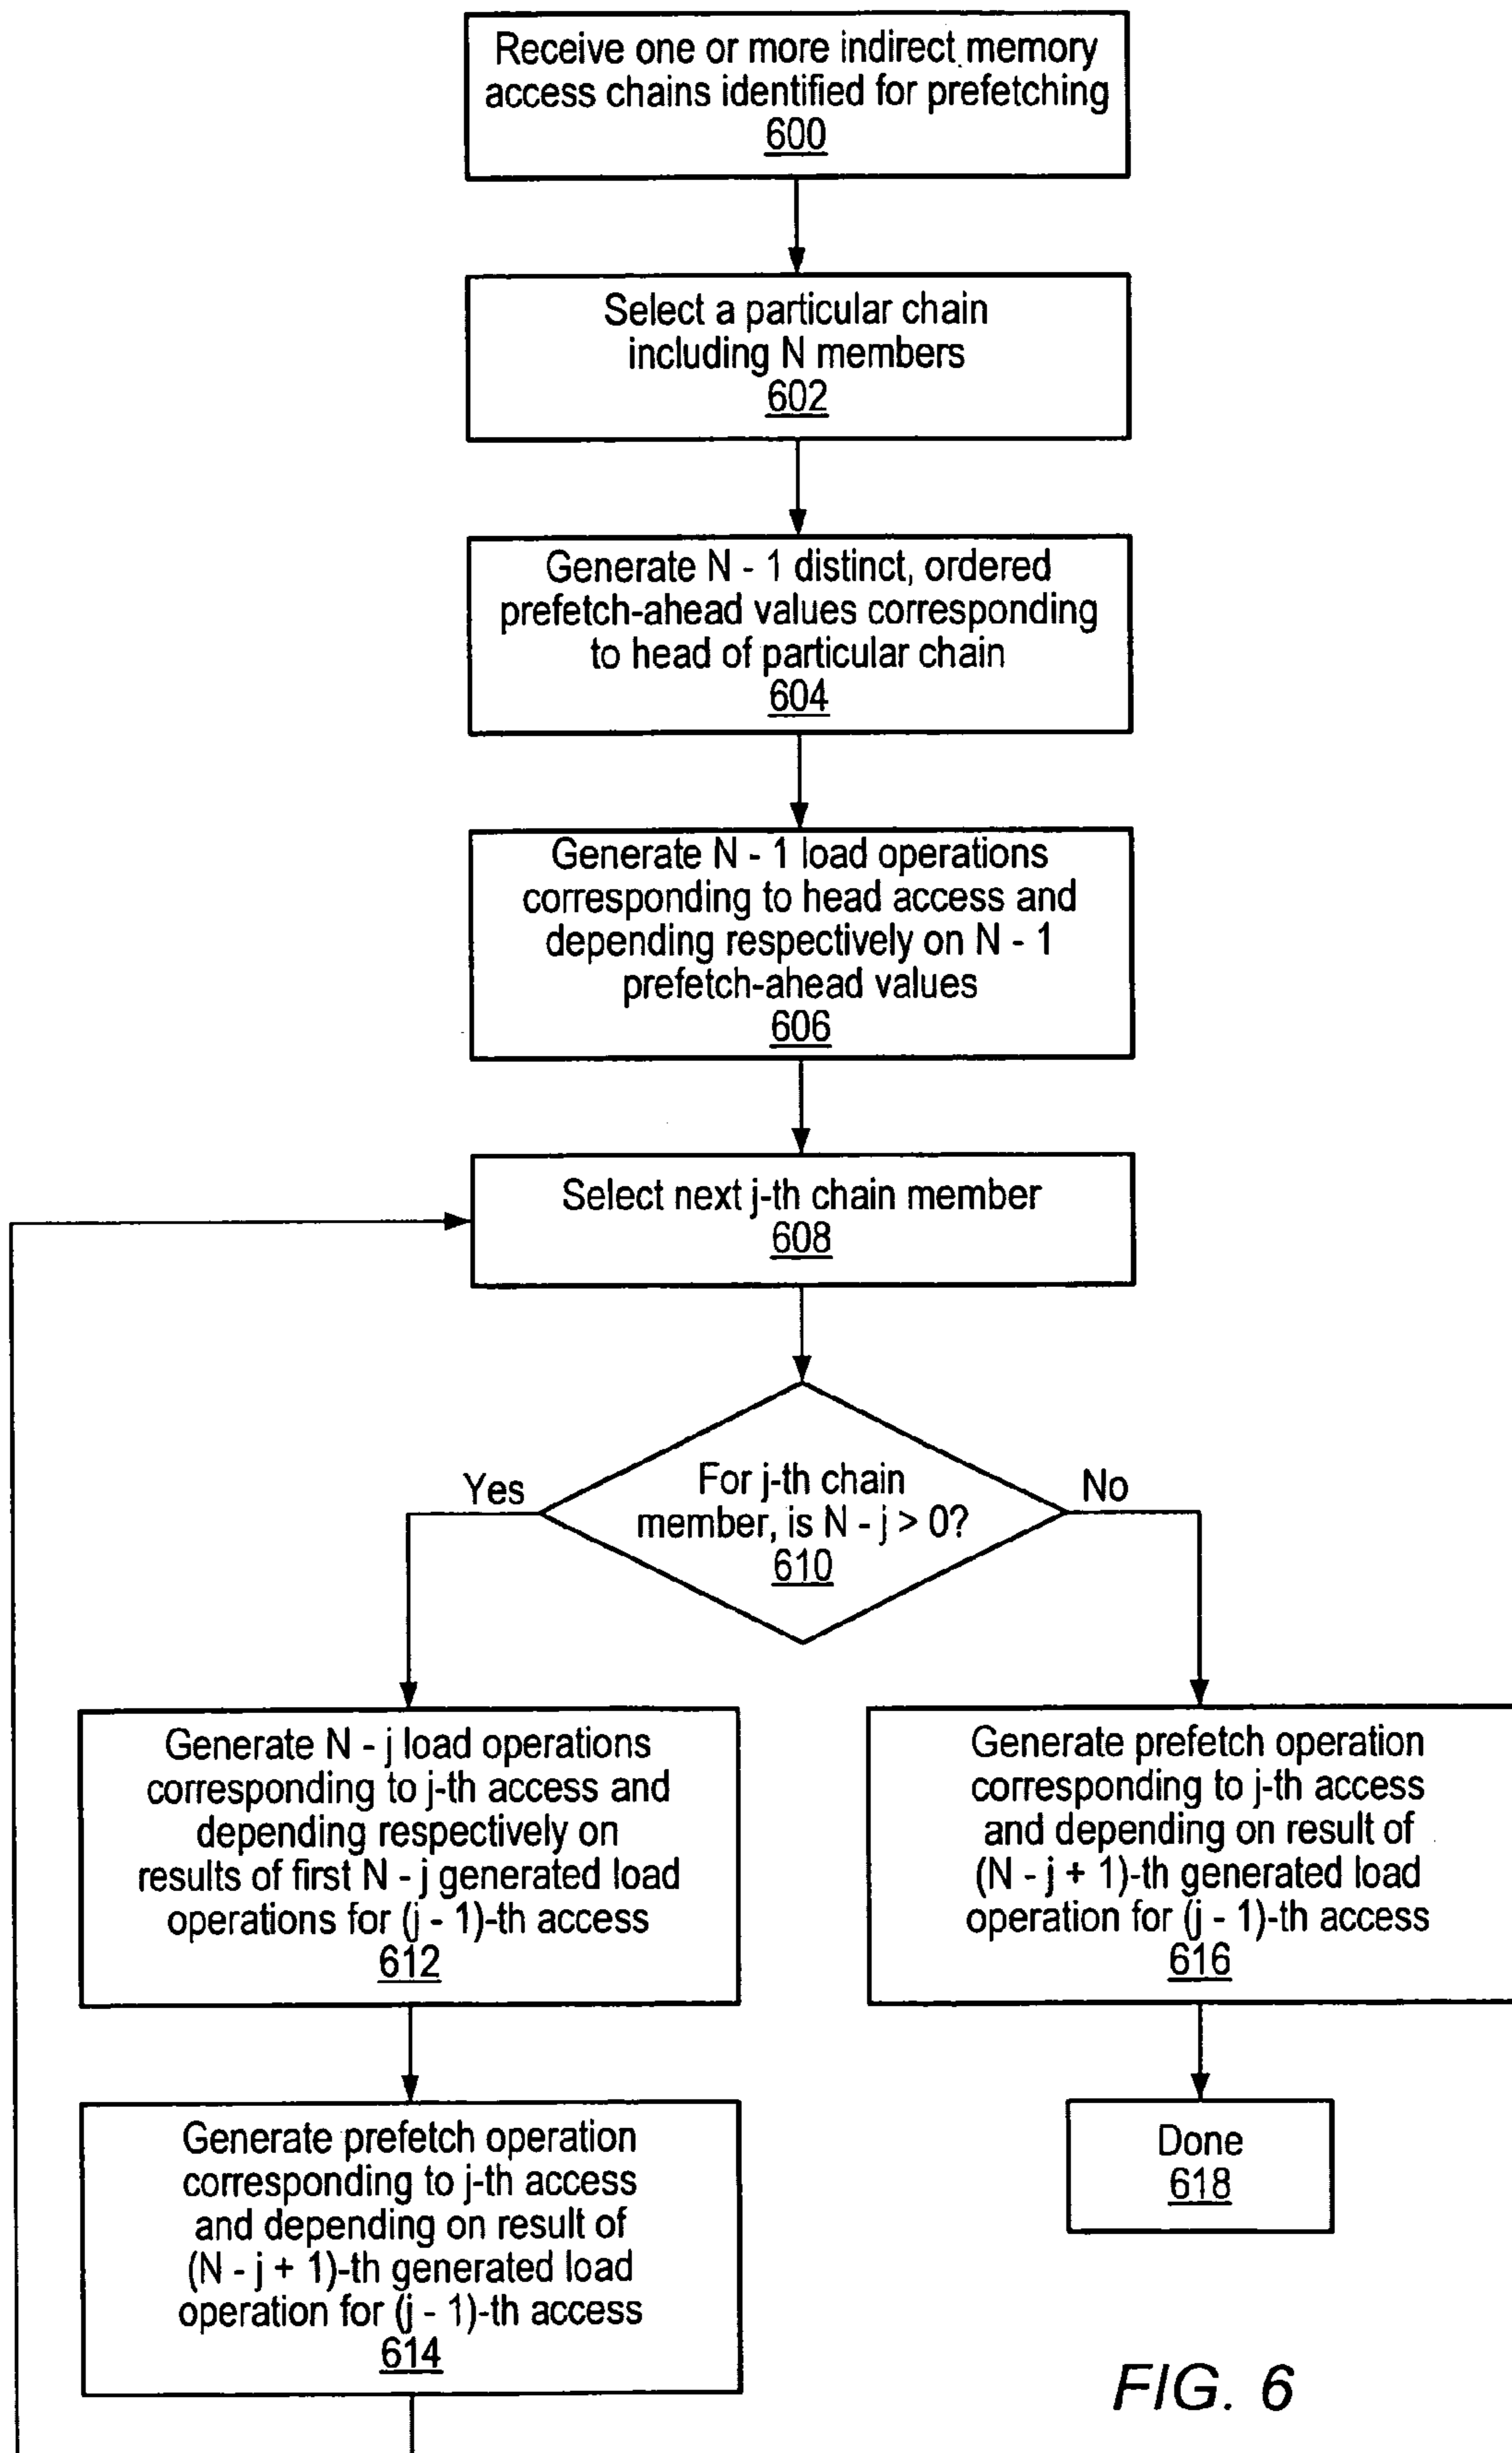 Receive one or more indirect memory
access chains identified for prefetching
600
Select a particular chain
including N members
602
Generate N - 1 distinct, ordered
prefetch-ahead values corresponding
to head of particular chain
604
Generate N - 1 load operations
corresponding to head access and
depending respectively on N - 1
prefetch-ahead values
606
Select next j-th chain member
608
For j-th chain
member, is N - j > 0?
610
Yes
No
Generate N - j load operations
corresponding to j-th access and
depending respectively on
results of first N - j generated load
operations for (j - 1)-th access
612
Generate prefetch operation
corresponding to j-th access
and depending on result of
(N - j + 1)-th generated load
operation for (j - 1)-th access
616
Generate prefetch operation
corresponding to j-th access
and depending on result of
(N - j + 1)-th generated load
operation for (j - 1)-th access
614
Done
618
FIG. 6